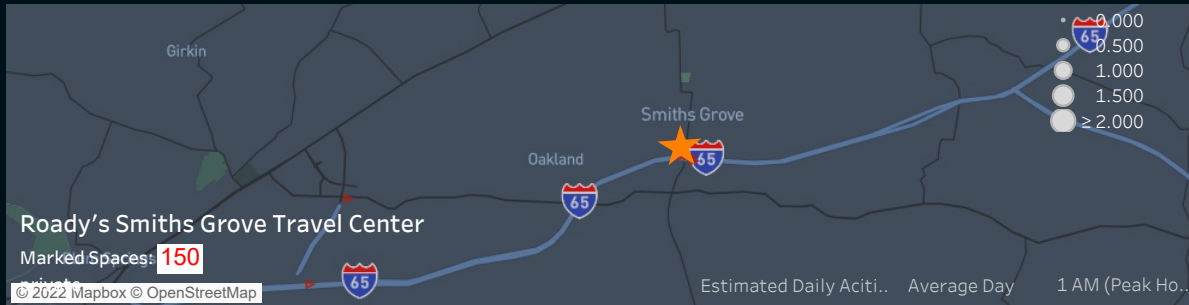 Girkin
65
0.000
0.500
1.000
1.500
≥ 2.000
Smiths Grove
65
Oakland
65
Roady's Smiths Grove Travel Center
Marked Spaces: 150
private
65
© 2022 Mapbox © OpenStreetMap
Estimated Daily Aciti..
Average Day
1 AM (Peak Ho..